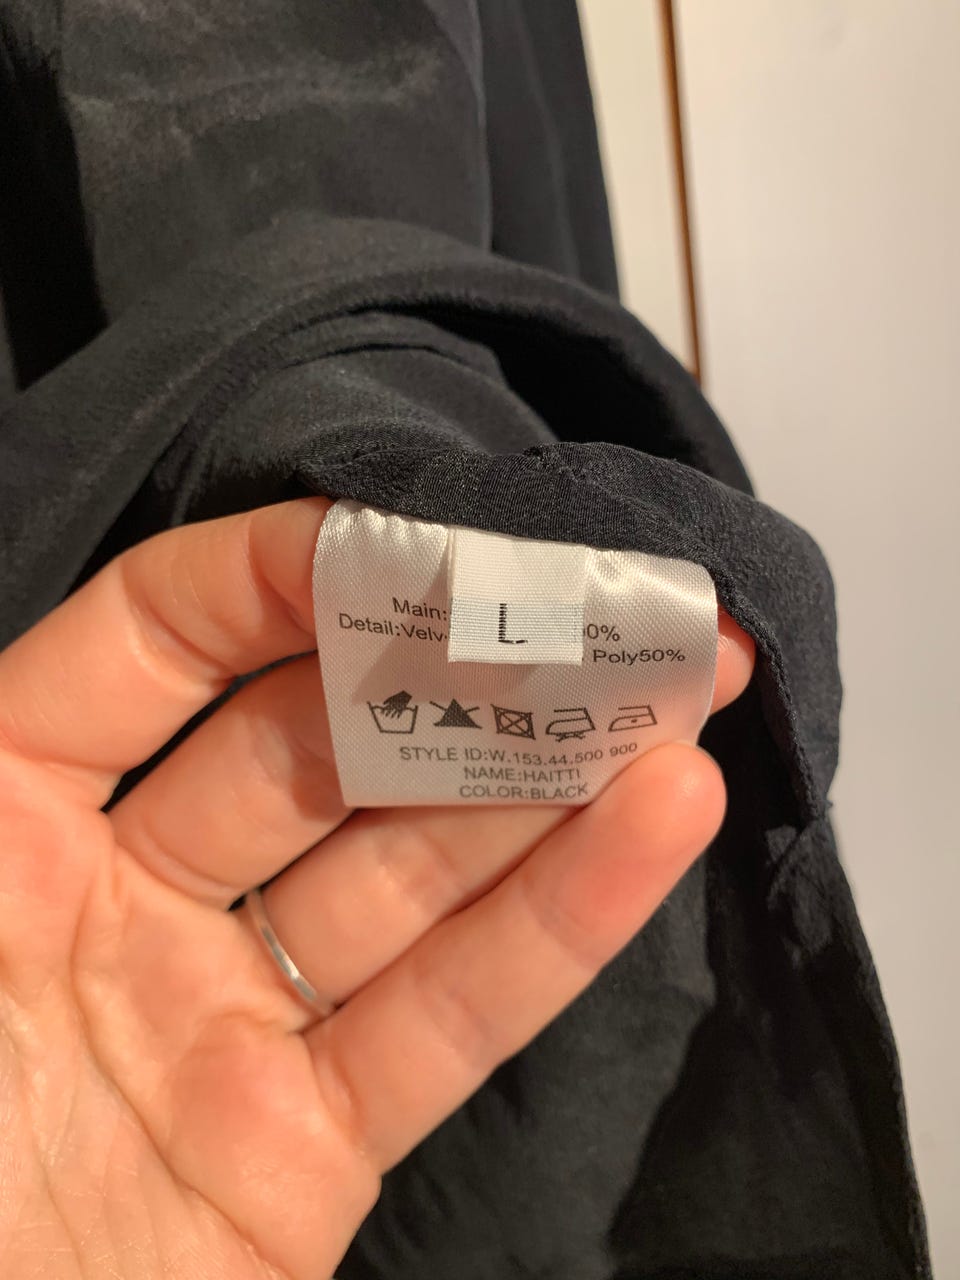 Main:
L
0%
Detail:Velv
Poly50%
STYLE ID:W.153.44.500 900
NAME:HAITTI
COLOR:BLACK